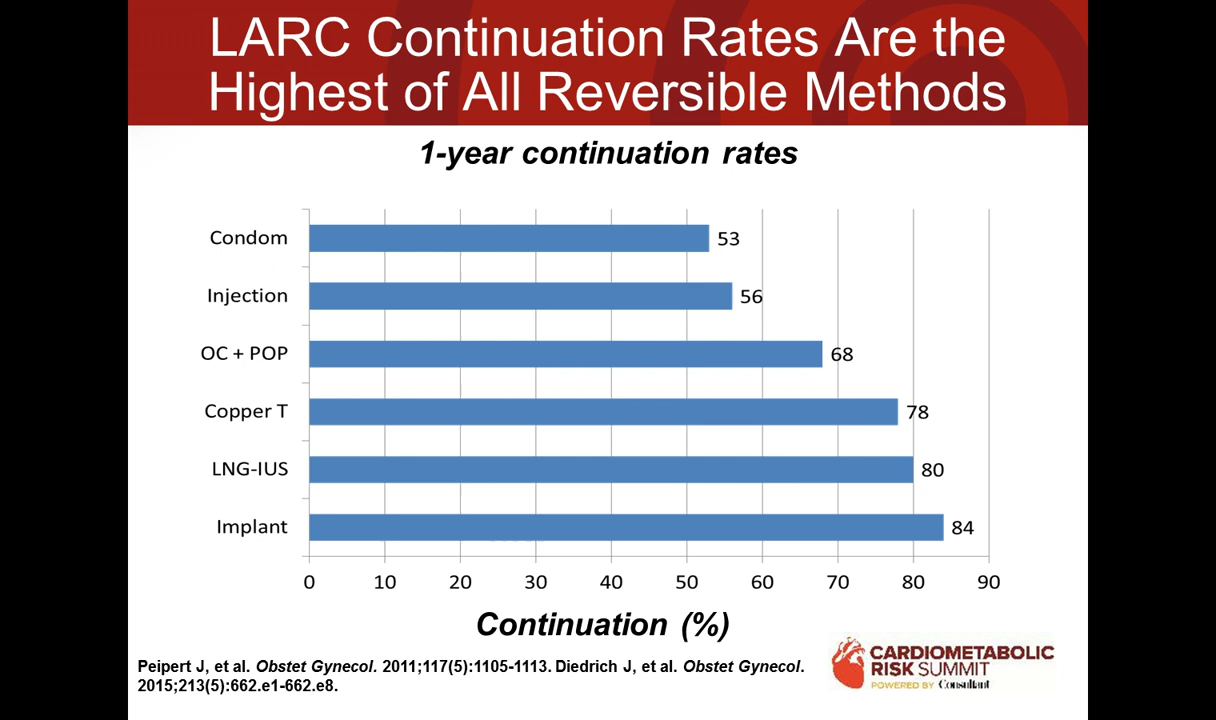 LARC Continuation Rates Are the
Highest of All Reversible Methods
1-year continuation rates
Condom 53
Injection 56
OC + POP 68
Copper T 78
LNG-IUS 80
Implant 84
0 10 20 30 40 50 60 70 80 90
Continuation (%)
Peipert J, et al. Obstet Gynecol. 2011;117(5):1105-1113. Diedrich J, et al. Obstet Gynecol.
2015;213(5):662.e1-662.e8.
CARDIOMETABOLIC
RISK SUMMIT
POWERED BY Consultant